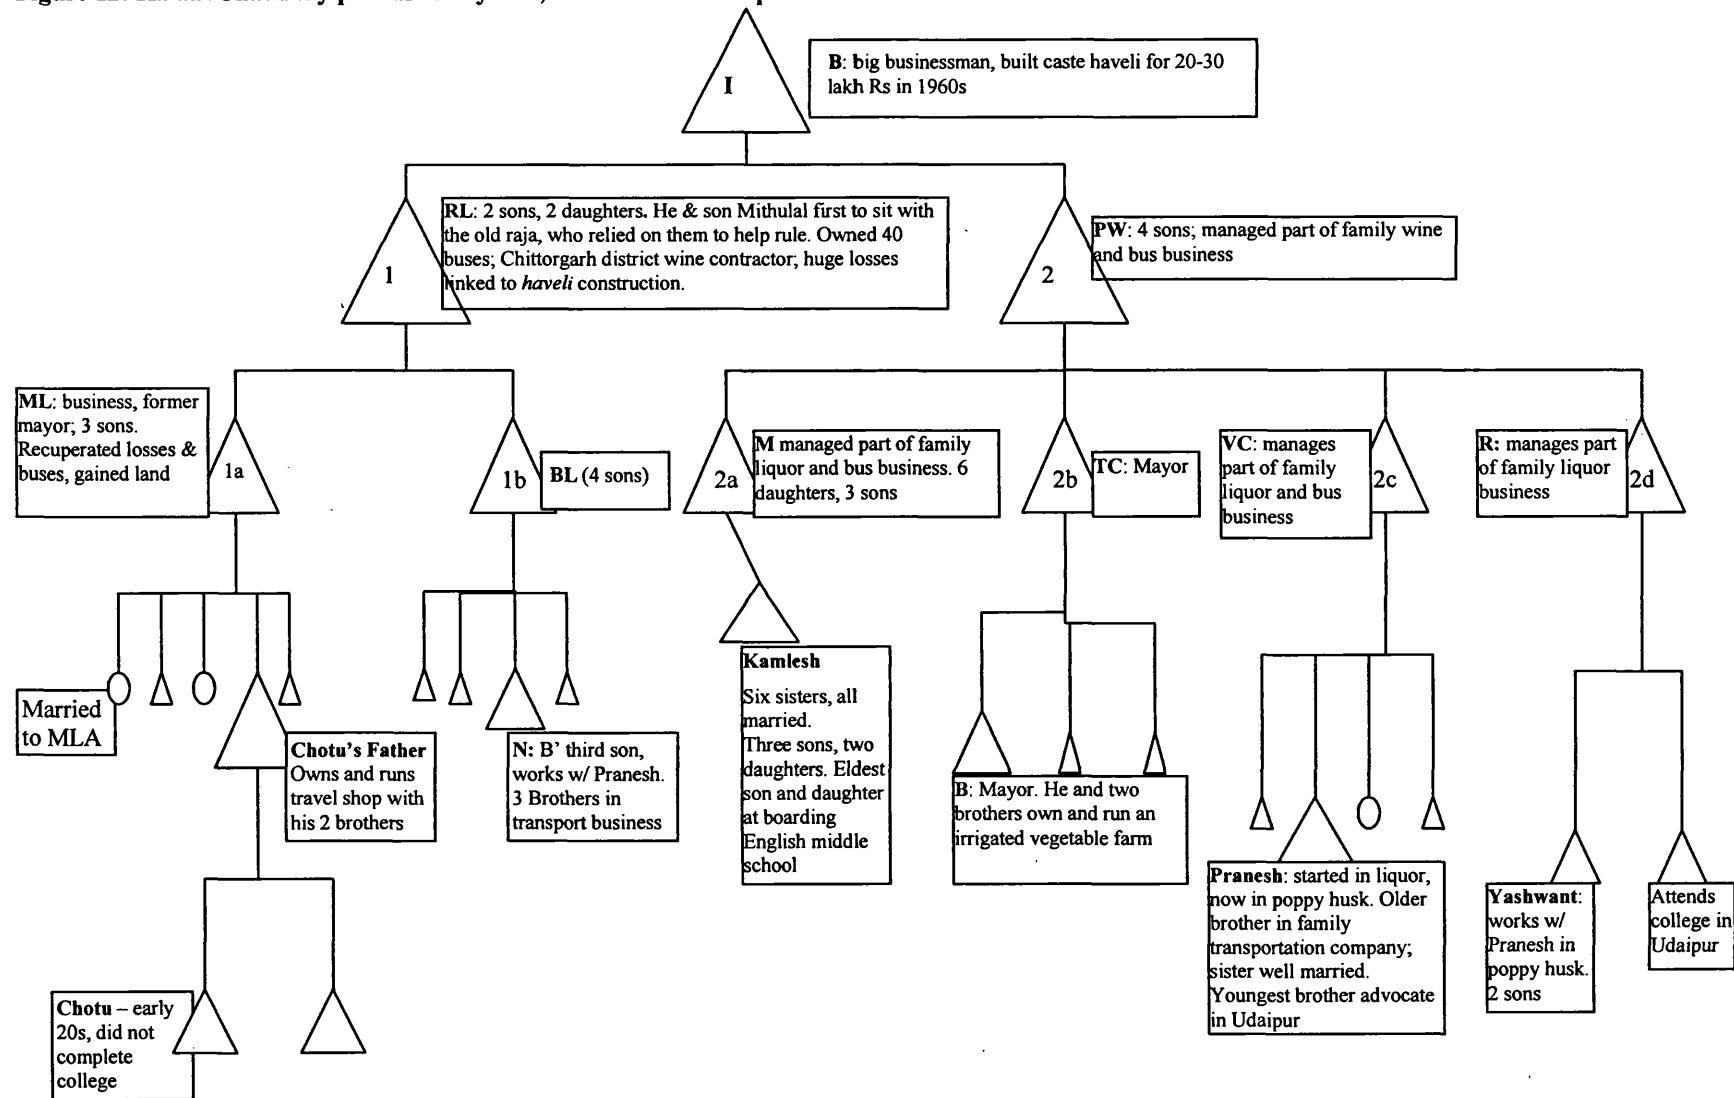 I
B: big businessman, built caste haveli for 20-30
lakh Rs in 1960s
1
RL: 2 sons, 2 daughters. He & son Mithulal first to sit with
the old raja, who relied on them to help rule. Owned 40
buses; Chittorgarh district wine contractor; huge losses
linked to haveli construction.
2
PW: 4 sons; managed part of family wine
and bus business
ML: business, former
mayor; 3 sons.
Recuperated losses &
buses, gained land
1a
1b
BL (4 sons)
2a
M managed part of family
liquor and bus business. 6
daughters, 3 sons
2b
TC: Mayor
VC: manages
part of family
liquor and bus
business
2c
R: manages part
of family liquor
business
2d
Married
to MLA
Chotu's Father
Owns and runs
travel shop with
his 2 brothers
N: B' third son,
works w/ Pranesh.
3 Brothers in
transport business
Kamlesh
Six sisters, all
married.
Three sons, two
daughters. Eldest
son and daughter
at boarding
English middle
school
B: Mayor. He and two
brothers own and run an
irrigated vegetable farm
Pranesh: started in liquor,
now in poppy husk. Older
brother in family
transportation company;
sister well married.
Youngest brother advocate
in Udaipur
Yashwant:
works w/
Pranesh in
poppy husk.
2 sons
Attends
college in
Udaipur
Chotu – early
20s, did not
complete
college